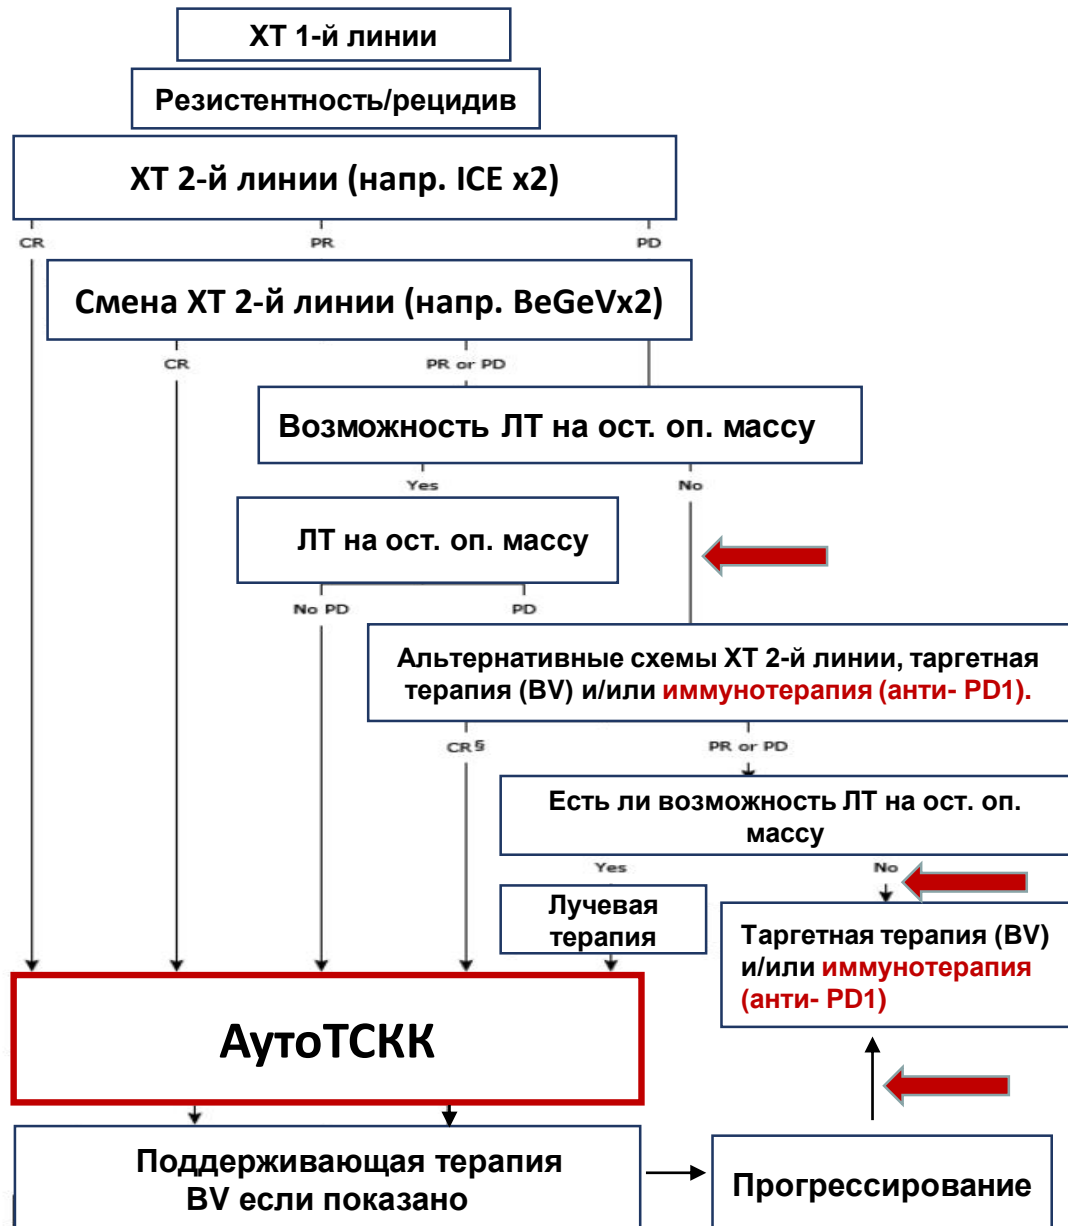 ХТ 1-й линии
Резистентность/рецидив
ХТ 2-й линии (напр. ICE x2)
CR
PR
PD
Смена ХТ 2-й линии (напр. BeGeVx2)
CR
PR or PD
Возможность ЛТ на ост. оп. массу
Yes
No
ЛТ на ост. оп. массу
No PD
PD
Альтернативные схемы ХТ 2-й линии, таргетная
терапия (BV) и/или иммунотерапия (анти- PD1).
CR§
PR or PD
Есть ли возможность ЛТ на ост. оп.
массу
Yes
No
Лучевая
терапия
Таргетная терапия (BV)
и/или иммунотерапия
(анти- PD1)
АутоТСКК
Поддерживающая терапия
BV если показано
Прогрессирование